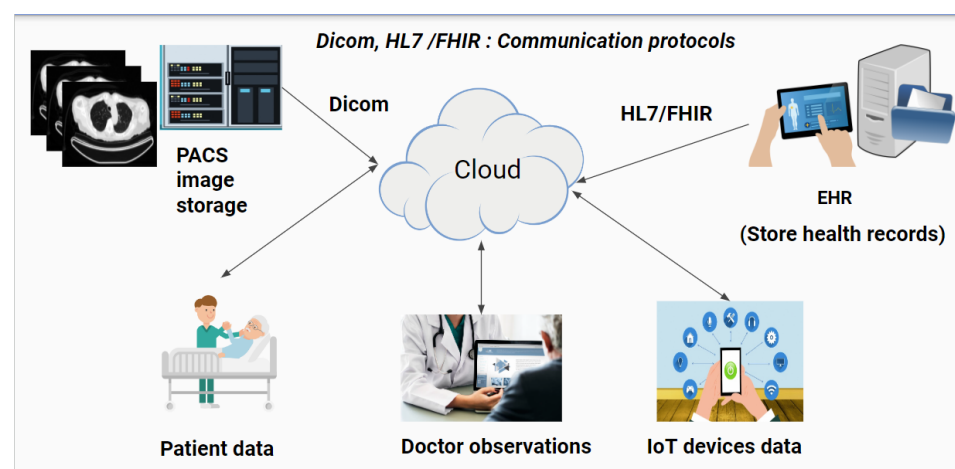 Dicom, HL7 /FHIR : Communication protocols
Dicom
HL7/FHIR
Cloud
PACS
image
storage
EHR
(Store health records)
Patient data
Doctor observations
IoT devices data